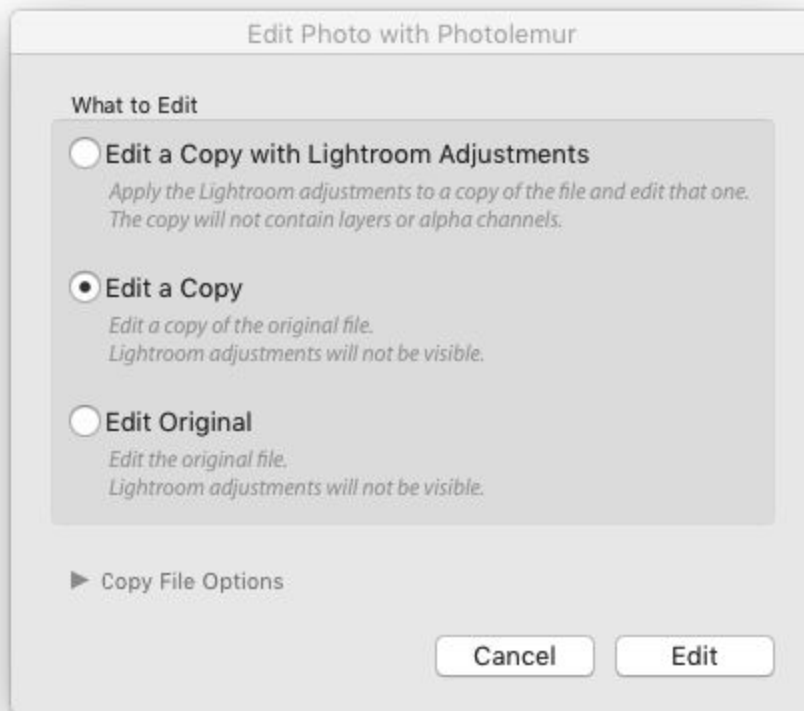 Edit Photo with Photolemur
What to Edit
Edit a Copy with Lightroom Adjustments
Apply the Lightroom adjustments to a copy of the file and edit that one.
The copy will not contain layers or alpha channels.
Edit a Copy
Edit a copy of the original file.
Lightroom adjustments will not be visible.
Edit Original
Edit the original file.
Lightroom adjustments will not be visible.
Copy File Options
Cancel Edit